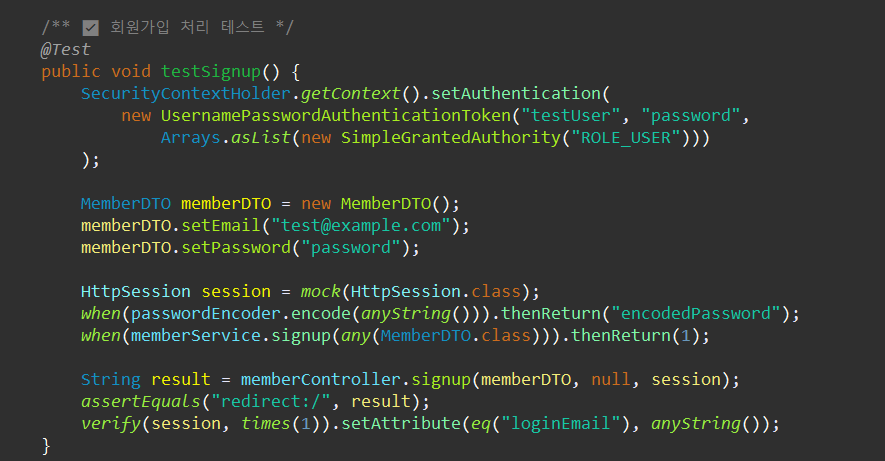 /** ✅ 회원가입 처리 테스트 */
@Test
public void testSignup() {
    SecurityContextHolder.getContext().setAuthentication(
        new UsernamePasswordAuthenticationToken("testUser", "password",
            Arrays.asList(new SimpleGrantedAuthority("ROLE_USER")))
    );

    MemberDTO memberDTO = new MemberDTO();
    memberDTO.setEmail("test@example.com");
    memberDTO.setPassword("password");

    HttpSession session = mock(HttpSession.class);
    when(passwordEncoder.encode(anyString())).thenReturn("encodedPassword");
    when(memberService.signup(any(MemberDTO.class))).thenReturn(1);

    String result = memberController.signup(memberDTO, null, session);
    assertEquals("redirect:/", result);
    verify(session, times(1)).setAttribute(eq("loginEmail"), anyString());
}